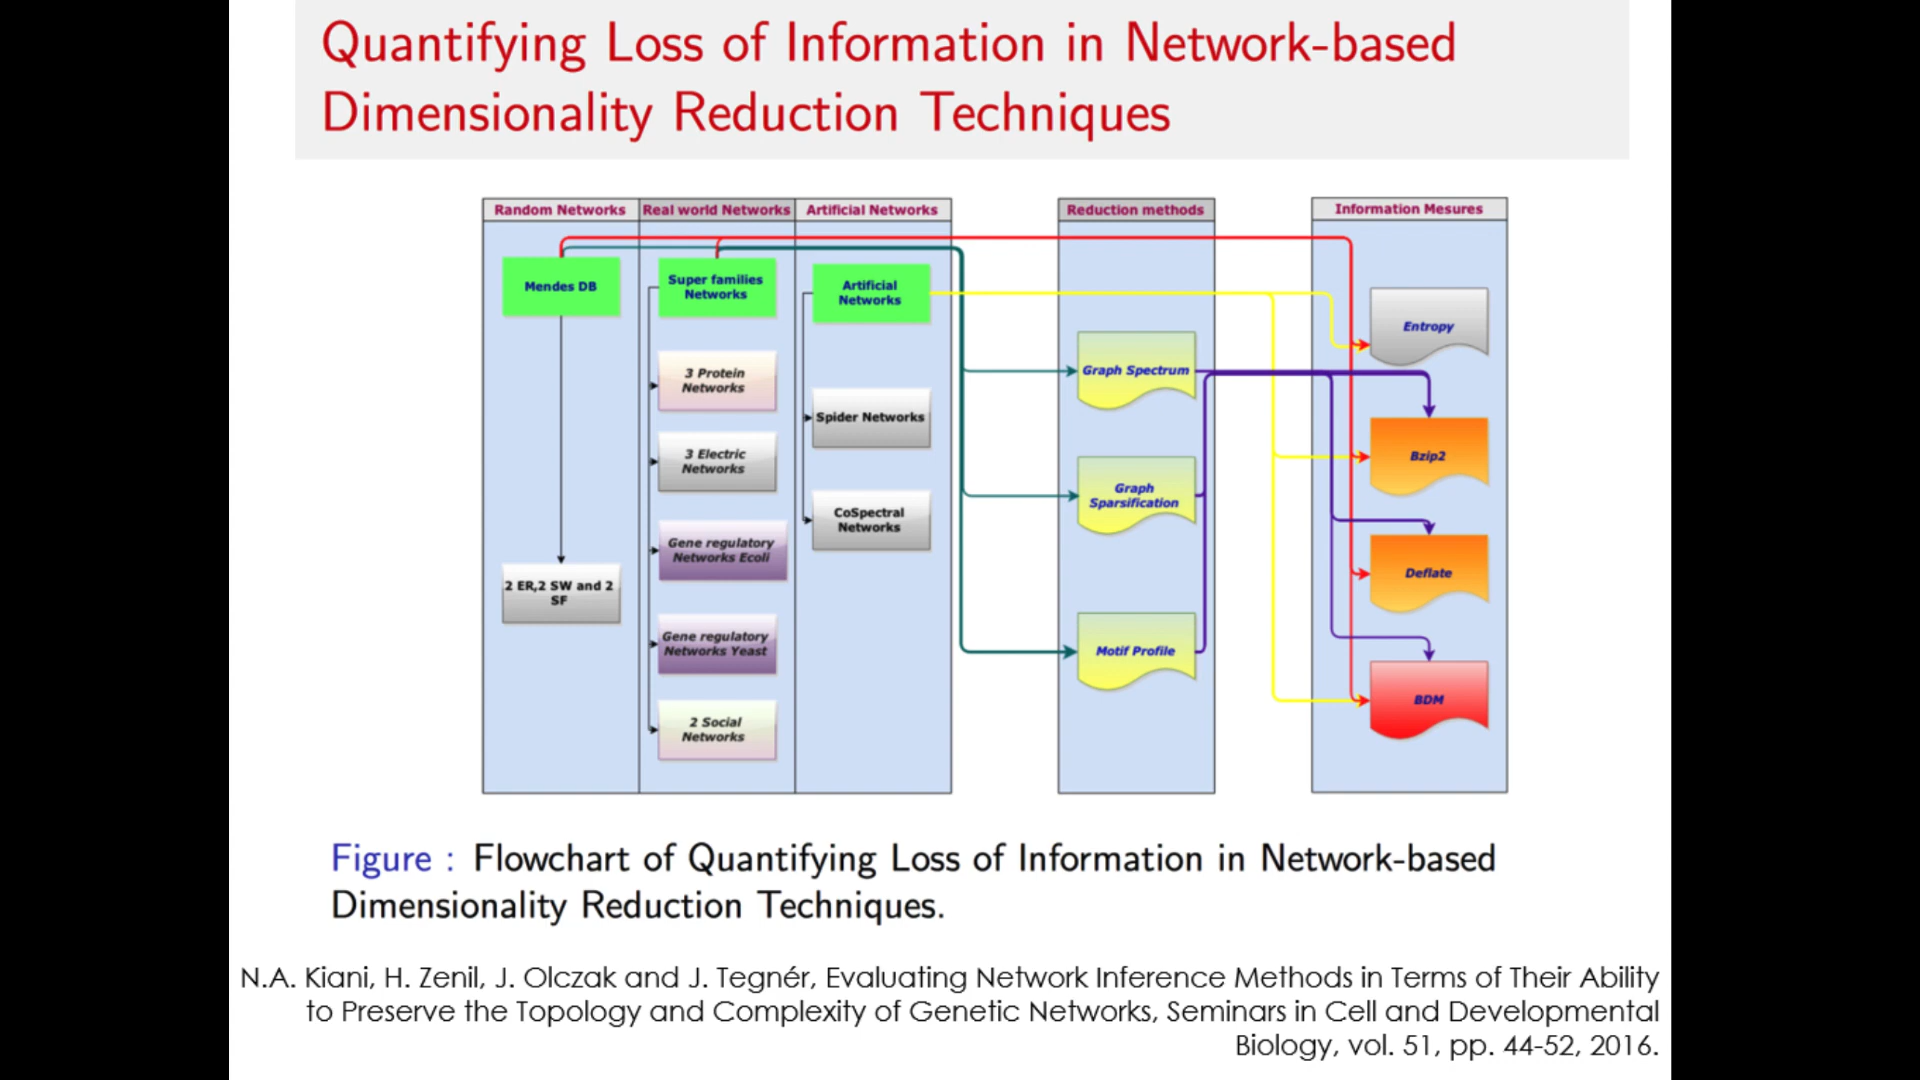 Quantifying Loss of Information in Network-based
Dimensionality Reduction Techniques
Random Networks
Real world Networks
Artificial Networks
Reduction methods
Information Mesures
Mendes DB
Super families
Networks
Artificial
Networks
Entropy
3 Protein
Networks
Graph Spectrum
Spider Networks
3 Electric
Networks
Bzip2
Graph
Sparsification
CoSpectral
Networks
Gene regulatory
Networks Ecoli
Deflate
2 ER,2 SW and 2
SF
Gene regulatory
Networks Yeast
Motif Profile
2 Social
Networks
BDM
Figure : Flowchart of Quantifying Loss of Information in Network-based
Dimensionality Reduction Techniques.
N.A. Kiani, H. Zenil, J. Olczak and J. Tegnér, Evaluating Network Inference Methods in Terms of Their Ability
to Preserve the Topology and Complexity of Genetic Networks, Seminars in Cell and Developmental
Biology, vol. 51, pp. 44-52, 2016.